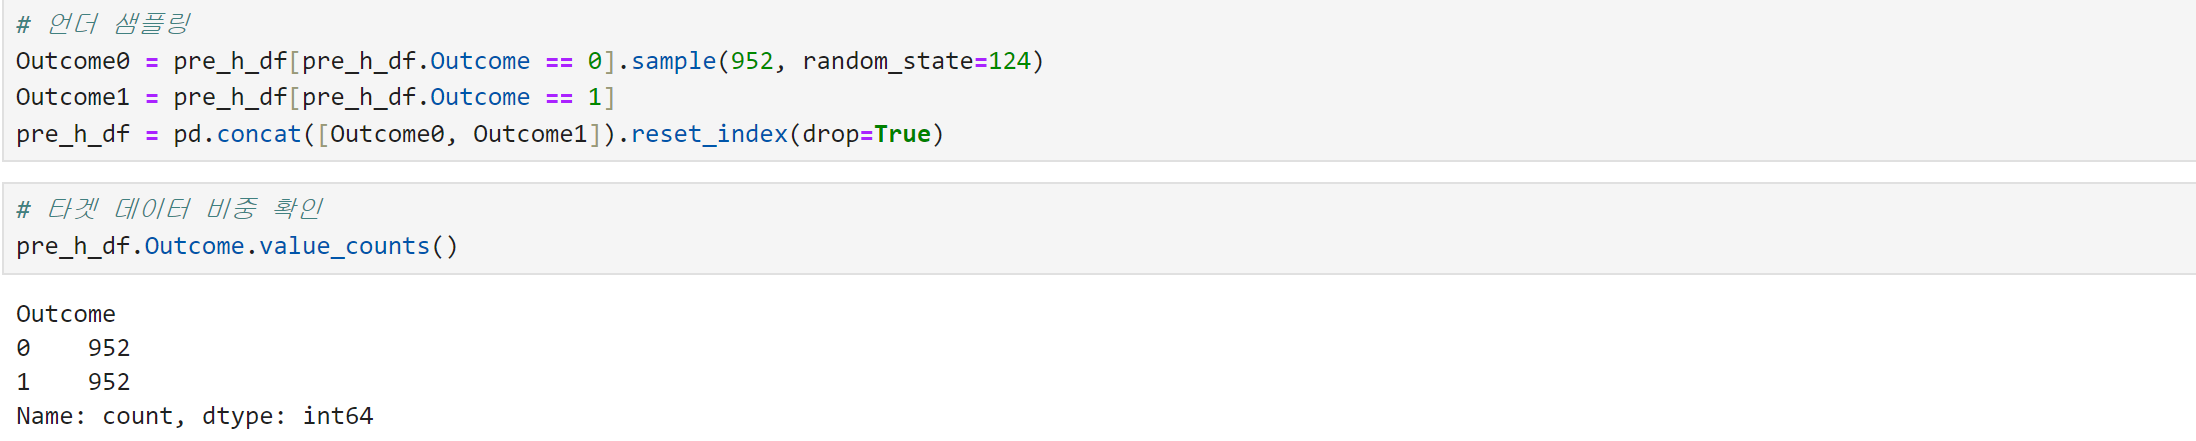 # 언더 샘플링
Outcome0 = pre_h_df[pre_h_df.Outcome == 0].sample(952, random_state=124)
Outcome1 = pre_h_df[pre_h_df.Outcome == 1]
pre_h_df = pd.concat([Outcome0, Outcome1]).reset_index(drop=True)
# 타겟 데이터 비중 확인
pre_h_df.Outcome.value_counts()
Outcome
0    952
1    952
Name: count, dtype: int64